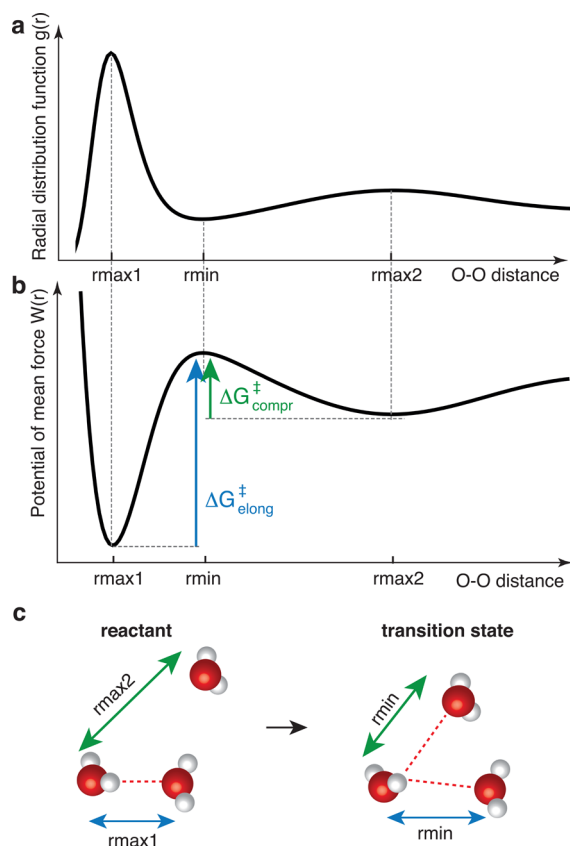 a
Radial distribution function g(r)
rmax1 rmin rmax2 O-O distance
b
Potential of mean force W(r)
ΔG‡compr
ΔG‡elong
rmax1 rmin rmax2
O-O distance
c
reactant transition state
rmax2
rmin
rmax1
rmin